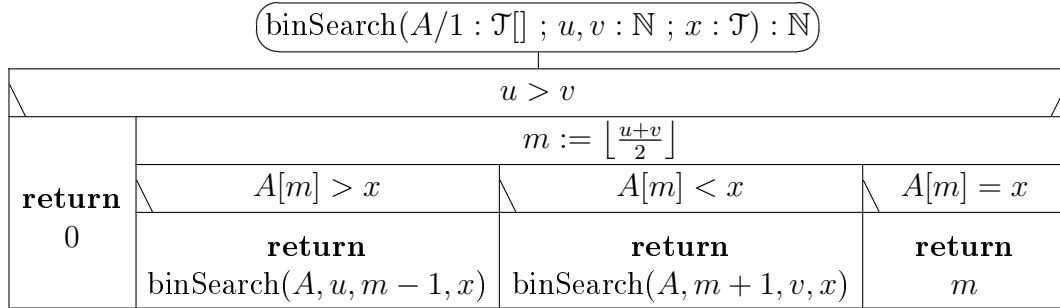 binSearch(A/1 : 𝒯[] ; u, v : ℕ ; x : 𝒯) : ℕ
u > v
m := ⌊(u+v)/2⌋
A[m] > x A[m] < x A[m] = x
return 0
return binSearch(A, u, m − 1, x)
return binSearch(A, m + 1, v, x)
return m